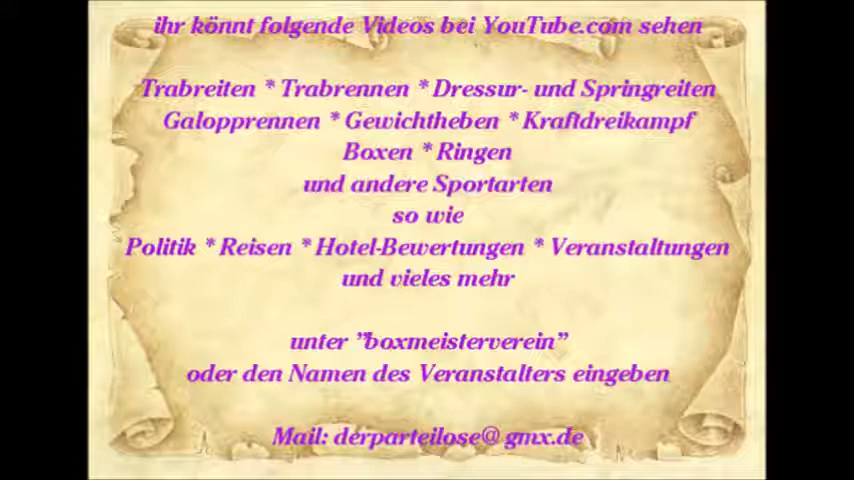 ihr könnt folgende Videos bei YouTube.com sehen
Trabreiten * Trabrennen * Dressur- und Springreiten
Galopprennen * Gewichtheben * Kraftdreikampf
Boxen * Ringen
und andere Sportarten
so wie
Politik * Reisen * Hotel-Bewertungen * Veranstaltungen
und vieles mehr
unter "boxmeisterverein"
oder den Namen des Veranstalters eingeben
Mail: derparteilose@gmx.de